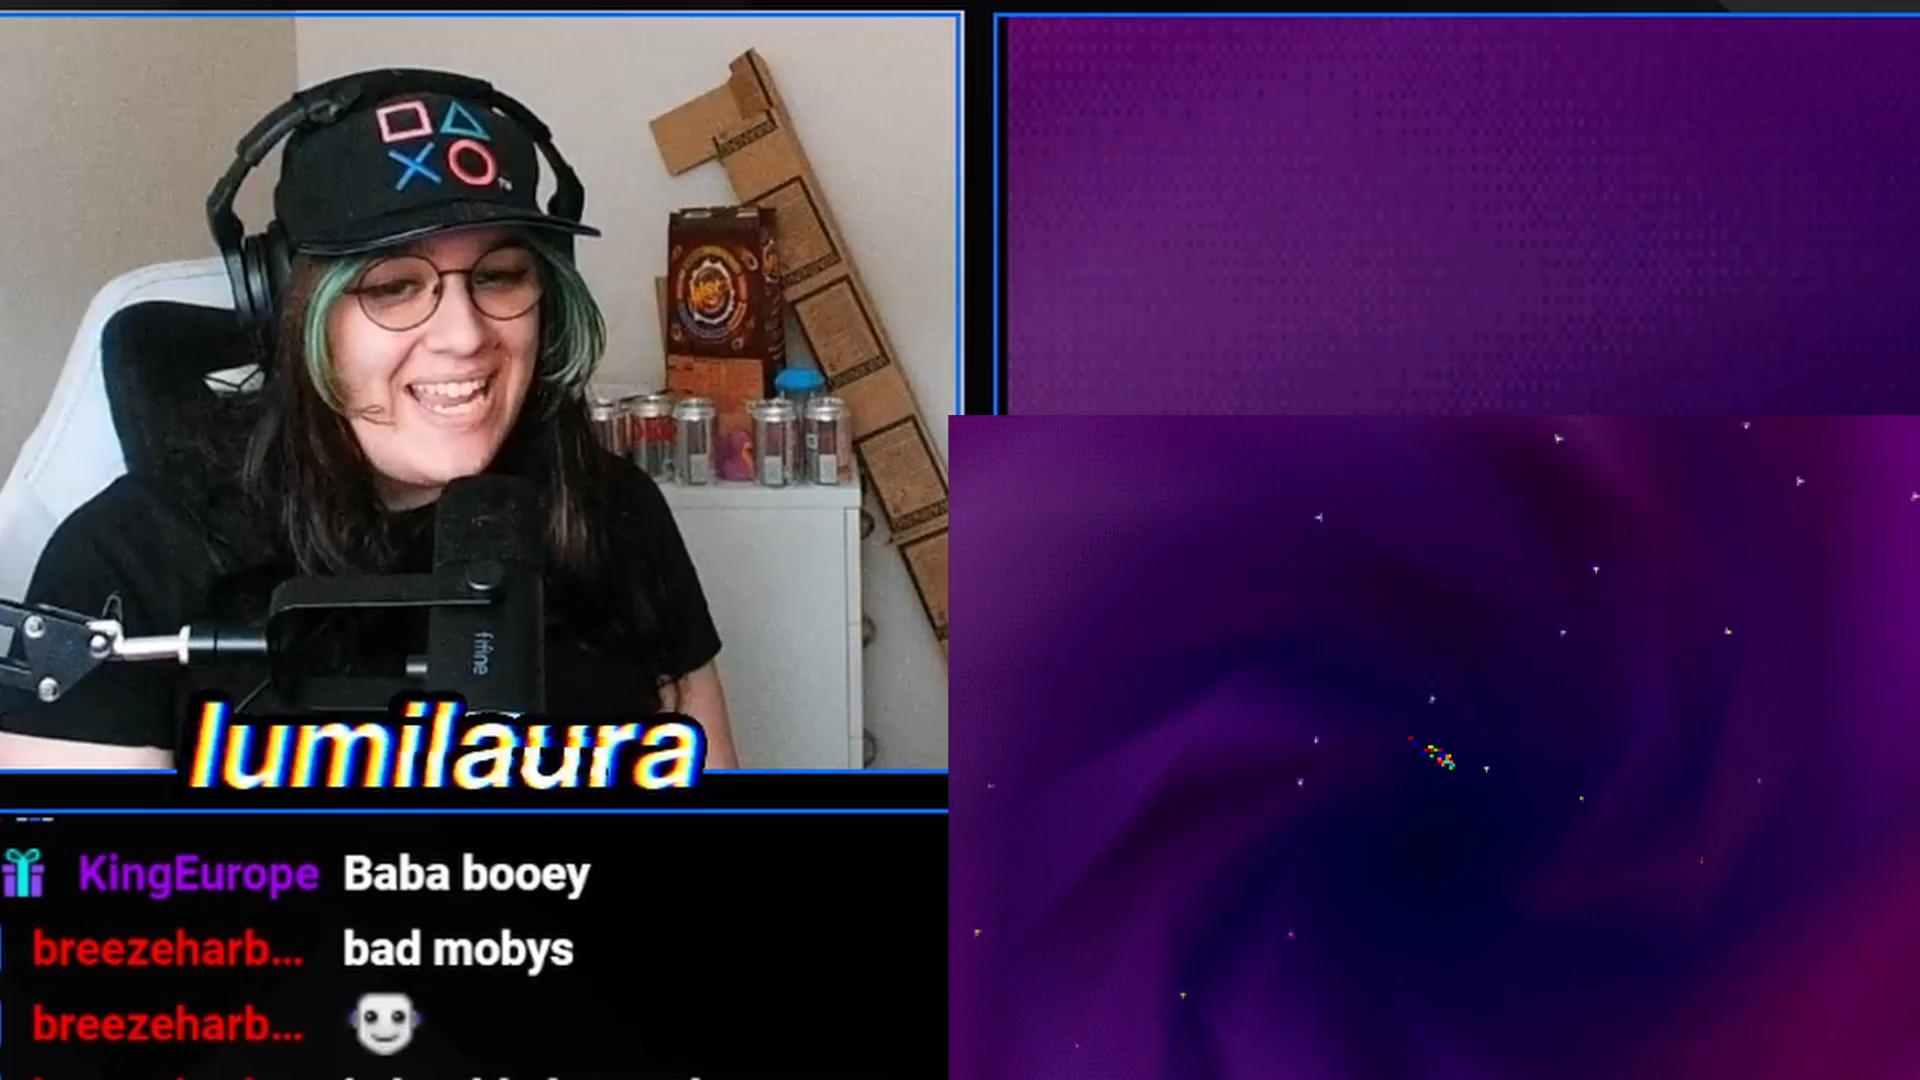 fifine
lumilaura
KingEurope Baba booey
breezeharb... bad mobys
breezeharb...